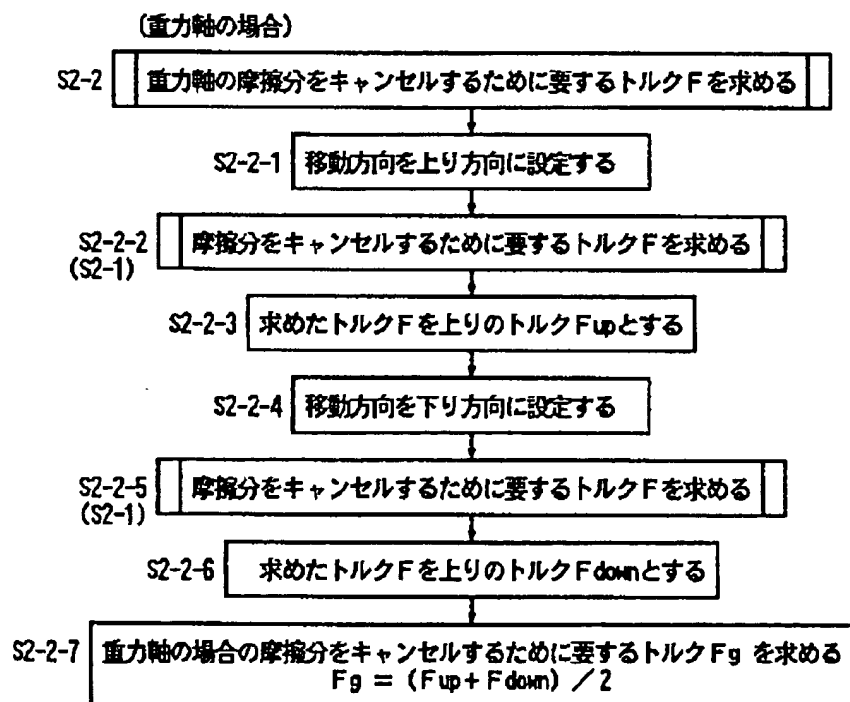 (重力軸の場合)
S2-2 重力軸の摩擦分をキャンセルするために要するトルクFを求める
S2-2-1 移動方向を上り方向に設定する
S2-2-2 摩擦分をキャンセルするために要するトルクFを求める
(S2-1)
S2-2-3 求めたトルクFを上りのトルクFupとする
S2-2-4 移動方向を下り方向に設定する
S2-2-5 摩擦分をキャンセルするために要するトルクFを求める
(S2-1)
S2-2-6 求めたトルクFを上りのトルクFdownとする
S2-2-7 重力軸の場合の摩擦分をキャンセルするために要するトルクFg を求める
Fg = (Fup+Fdown) /2